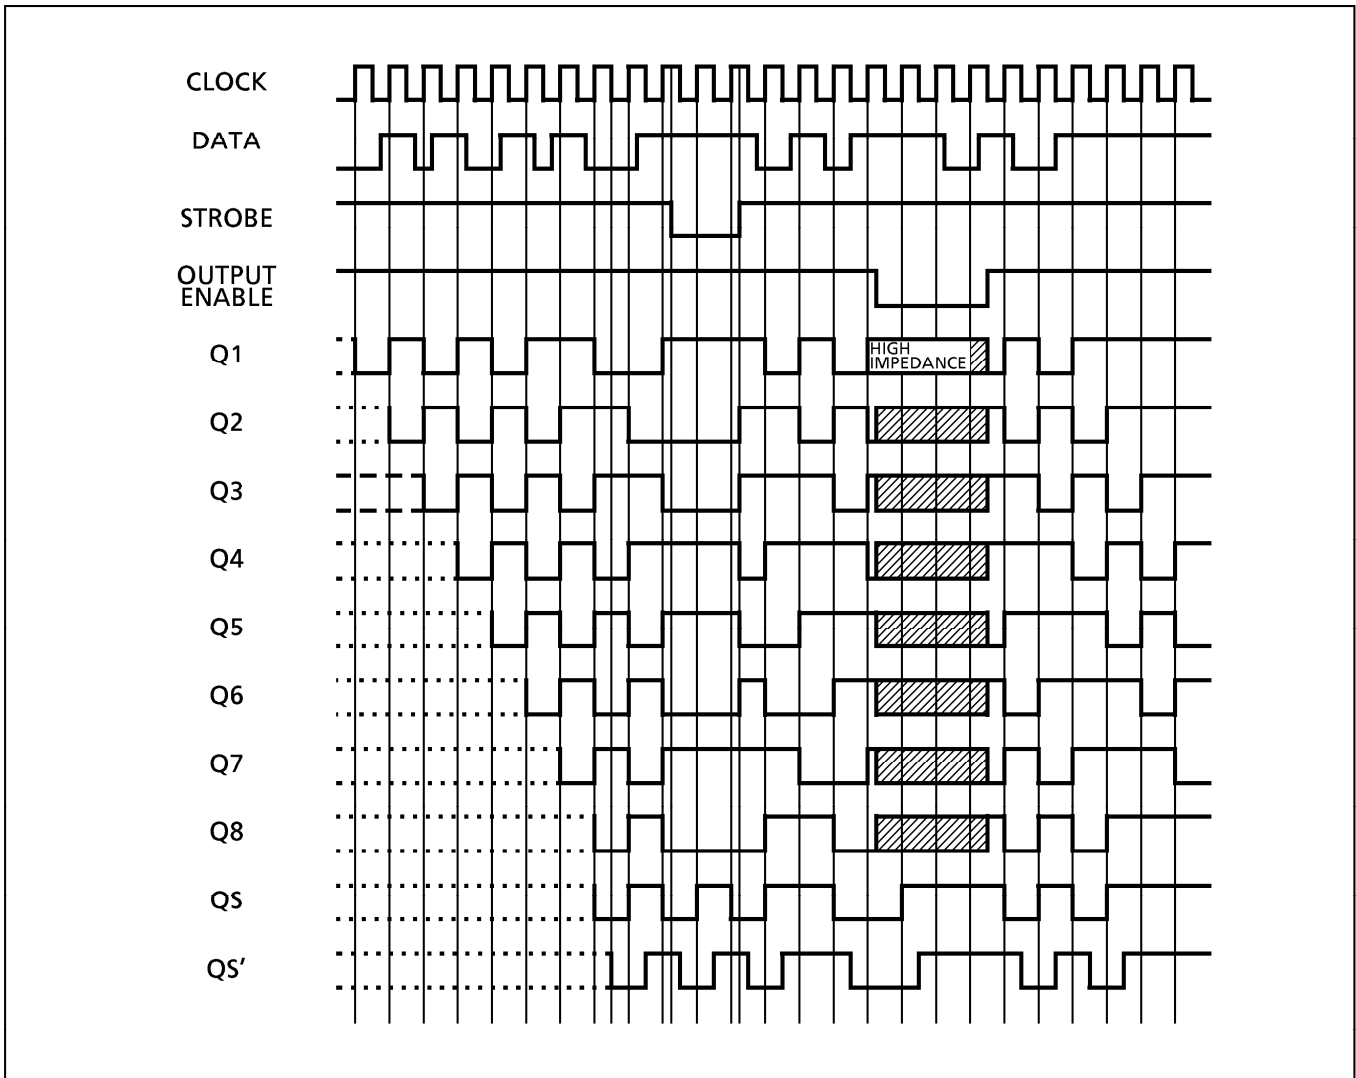 CLOCK
DATA
STROBE
OUTPUT
ENABLE
Q1
HIGH
IMPEDANCE
Q2
Q3
Q4
Q5
Q6
Q7
Q8
QS
QS′